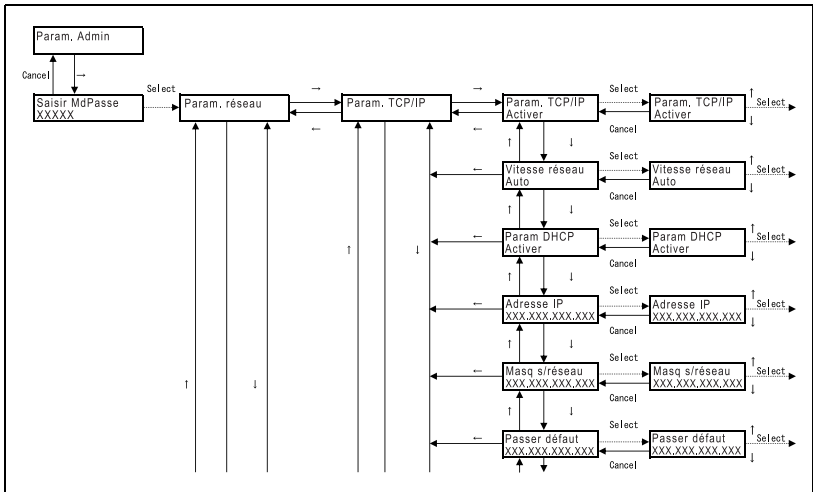 Param. Admin
Cancel
→
Saisir MdPasse
XXXXX
Select
Param. réseau
→
←
Param. TCP/IP
→
←
Param. TCP/IP
Activer
Select
Cancel
Param. TCP/IP
Activer
↑
Select
↓
↑
↓
←
Vitesse réseau
Auto
Select
Cancel
Vitesse réseau
Auto
↑
Select
↓
↑
↓
←
Param DHCP
Activer
Select
Cancel
Param DHCP
Activer
↑
Select
↓
↑
↓
↑
↓
←
Adresse IP
XXX.XXX.XXX.XXX
Select
Cancel
Adresse IP
XXX.XXX.XXX.XXX
↑
Select
↓
↑
↓
←
Masq s/réseau
XXX.XXX.XXX.XXX
Select
Cancel
Masq s/réseau
XXX.XXX.XXX.XXX
↑
Select
↓
↑
↓
↑
↓
←
Passer défaut
XXX.XXX.XXX.XXX
Select
Cancel
Passer défaut
XXX.XXX.XXX.XXX
↑
Select
↓